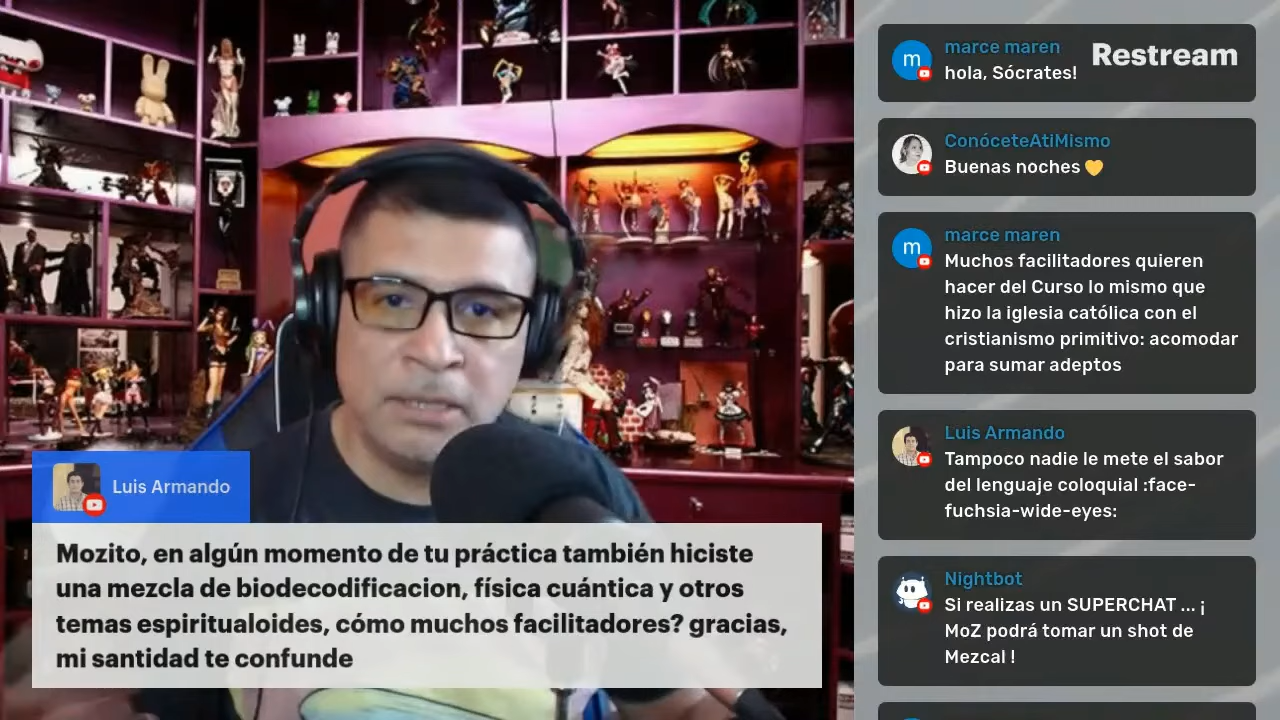 Restream
m
marce maren
hola, Sócrates!
ConóceteAtiMismo
Buenas noches
m
marce maren
Muchos facilitadores quieren
hacer del Curso lo mismo que
hizo la iglesia católica con el
cristianismo primitivo: acomodar
para sumar adeptos
Luis Armando
Tampoco nadie le mete el sabor
del lenguaje coloquial :face-
fuchsia-wide-eyes:
Nightbot
Si realizas un SUPERCHAT ... ¡
MoZ podrá tomar un shot de
Mezcal !
Luis Armando
Mozito, en algún momento de tu práctica también hiciste
una mezcla de biodecodificacion, física cuántica y otros
temas espiritualoides, cómo muchos facilitadores? gracias,
mi santidad te confunde